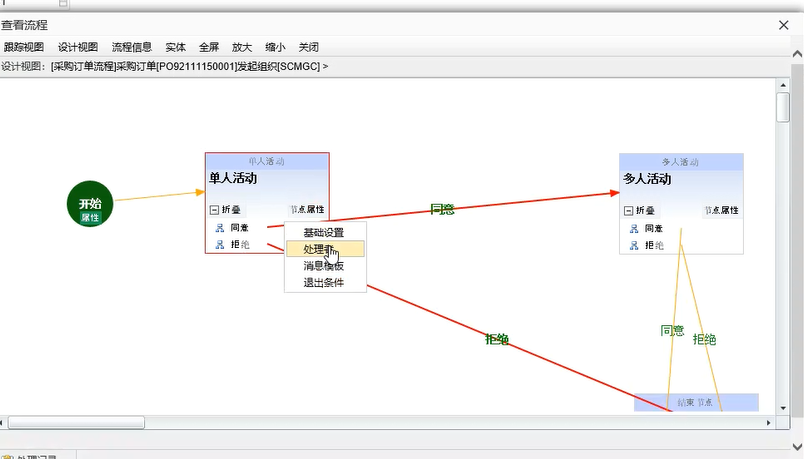 查看流程
跟踪视图 设计视图 流程信息 实体 全屏 放大 缩小 关闭
设计视图: [采购订单流程]采购订单[PO92111150001]发起组织[SCMGC] >
单人活动
单人活动
折叠 节点属性
同意
拒绝
开始
属性
基础设置
消息模板
退出条件
同意
拒绝
多人活动
多人活动
折叠 节点属性
同意
拒绝
同意
拒绝
结束 节点
处理记录